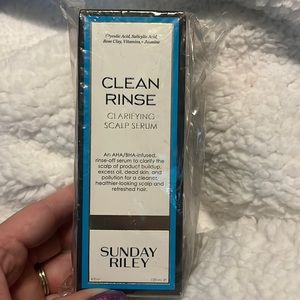 Glycolic Acid, Salicylic Acid,
Rose Clay, Vitamins, + Jasmine
CLEAN
RINSE
CLARIFYING
SCALP SERUM
An AHA/BHA-infused,
rinse-off serum to clarify the
scalp of product buildup,
excess oil, dead skin, and
pollution for a cleaner,
healthier-looking scalp and
refreshed hair.
SUNDAY
RILEY